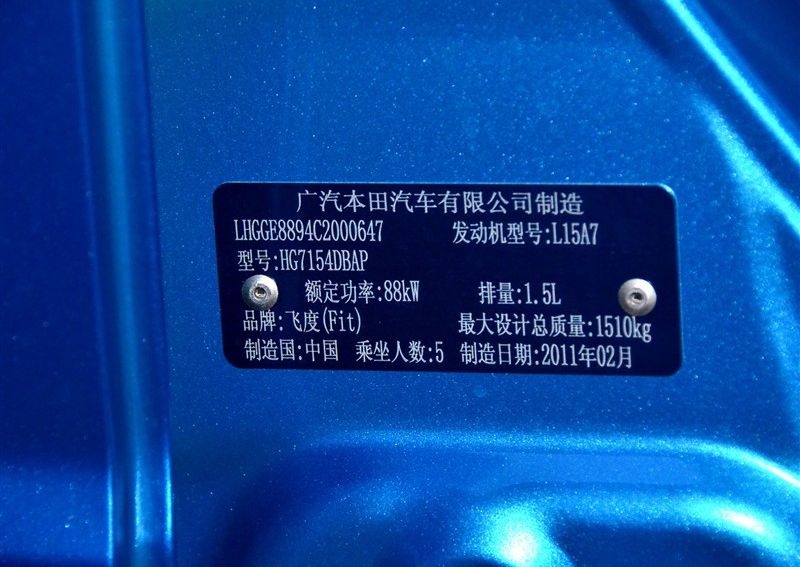 广汽本田汽车有限公司制造
LHGGE8894C2000647 发动机型号:L15A7
型号:HG7154DBAP
额定功率:88kW 排量:1.5L
品牌:飞度(Fit) 最大设计总质量:1510kg
制造国:中国 乘坐人数:5 制造日期:2011年02月